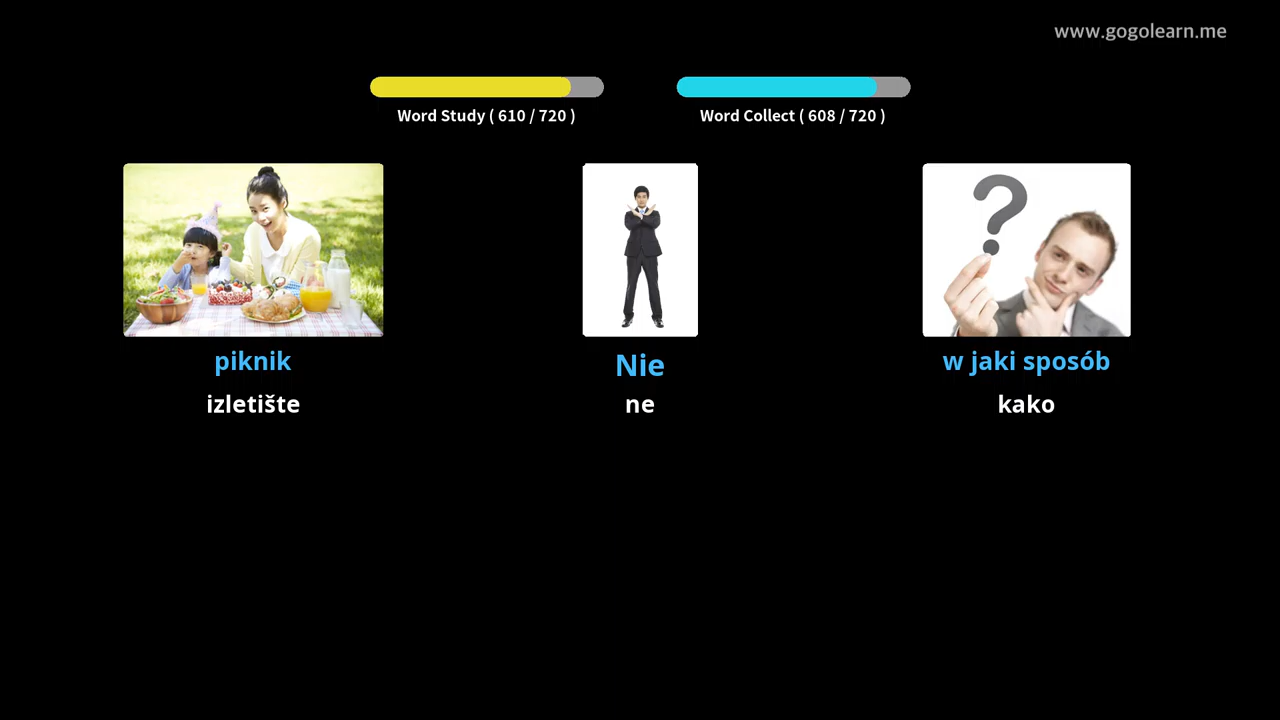 www.gogolearn.me
Word Study ( 610 / 720 )
Word Collect ( 608 / 720 )
piknik
Nie
w jaki sposób
izletište
ne
kako